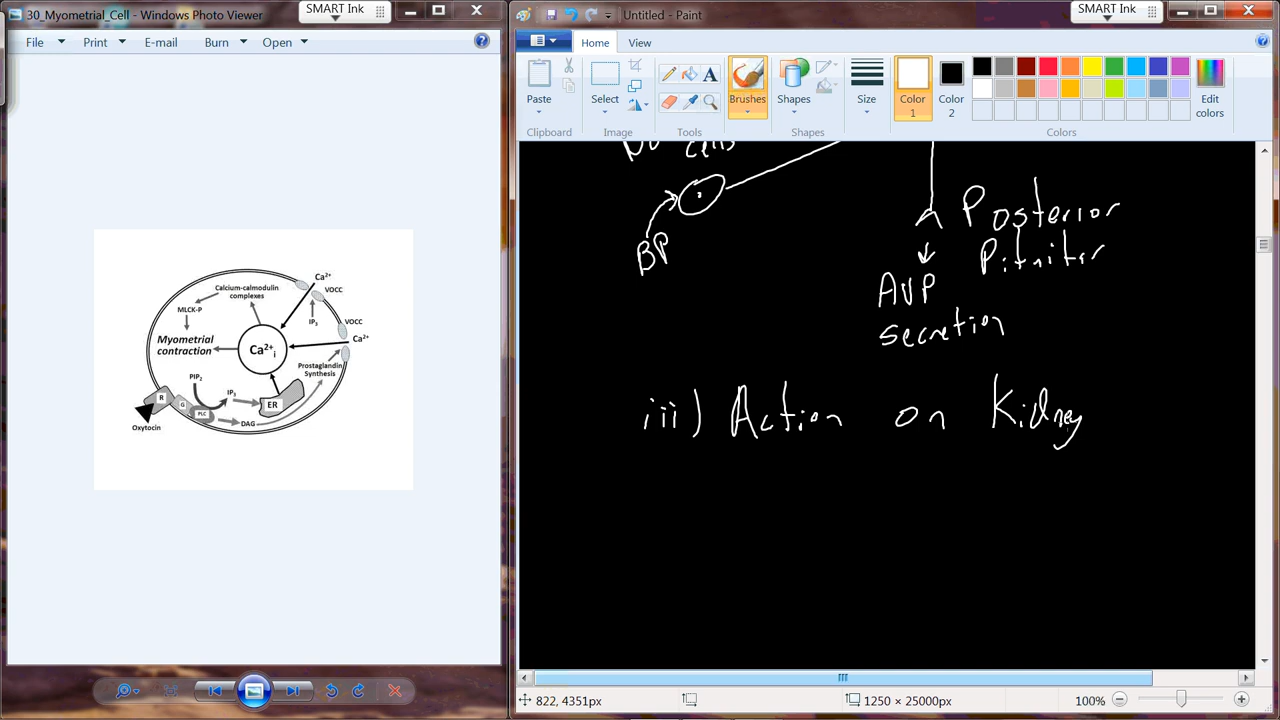 30_Myometrial_Cell - Windows Photo Viewer
SMART Ink
File Print E-mail Burn Open
Ca²⁺
Calcium-calmodulin
complexes
VOCC
MLCK-P
IP₃
VOCC
Myometrial
contraction
Ca²⁺ᵢ
Ca²⁺
Prostaglandin
Synthesis
PIP₂
IP₃
R
G
PLC
ER
DAG
Oxytocin
Untitled - Paint
SMART Ink
Home View
Paste
Select
Brushes
Shapes
Size
Color
1
Color
2
Edit
colors
Clipboard
Image
Tools
Shapes
Colors
cells
BP
Posterior
Pituitar
AVP
secretion
iii) Action on Kidney
822, 4351px
1250 × 25000px
100%